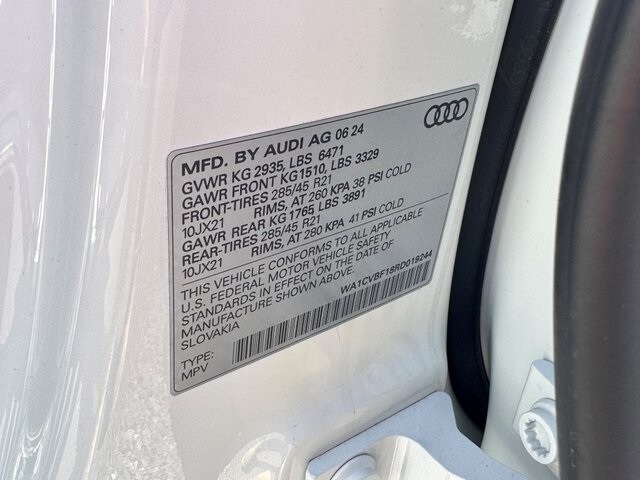 MFD. BY AUDI AG 06 24
GVWR KG 2935, LBS 6471
GAWR FRONT KG1510, LBS 3329
FRONT-TIRES 285/45 R21
10JX21 RIMS, AT 260 KPA 38 PSI COLD
GAWR REAR KG 1765, LBS 3891
REAR-TIRES 285/45 R21
10JX21 RIMS, AT 280 KPA 41 PSI COLD
THIS VEHICLE CONFORMS TO ALL APPLICABLE
U.S. FEDERAL MOTOR VEHICLE SAFETY
STANDARDS IN EFFECT ON THE DATE OF
MANUFACTURE SHOWN ABOVE.
SLOVAKIA
WA1CVBF18RD019244
TYPE:
MPV